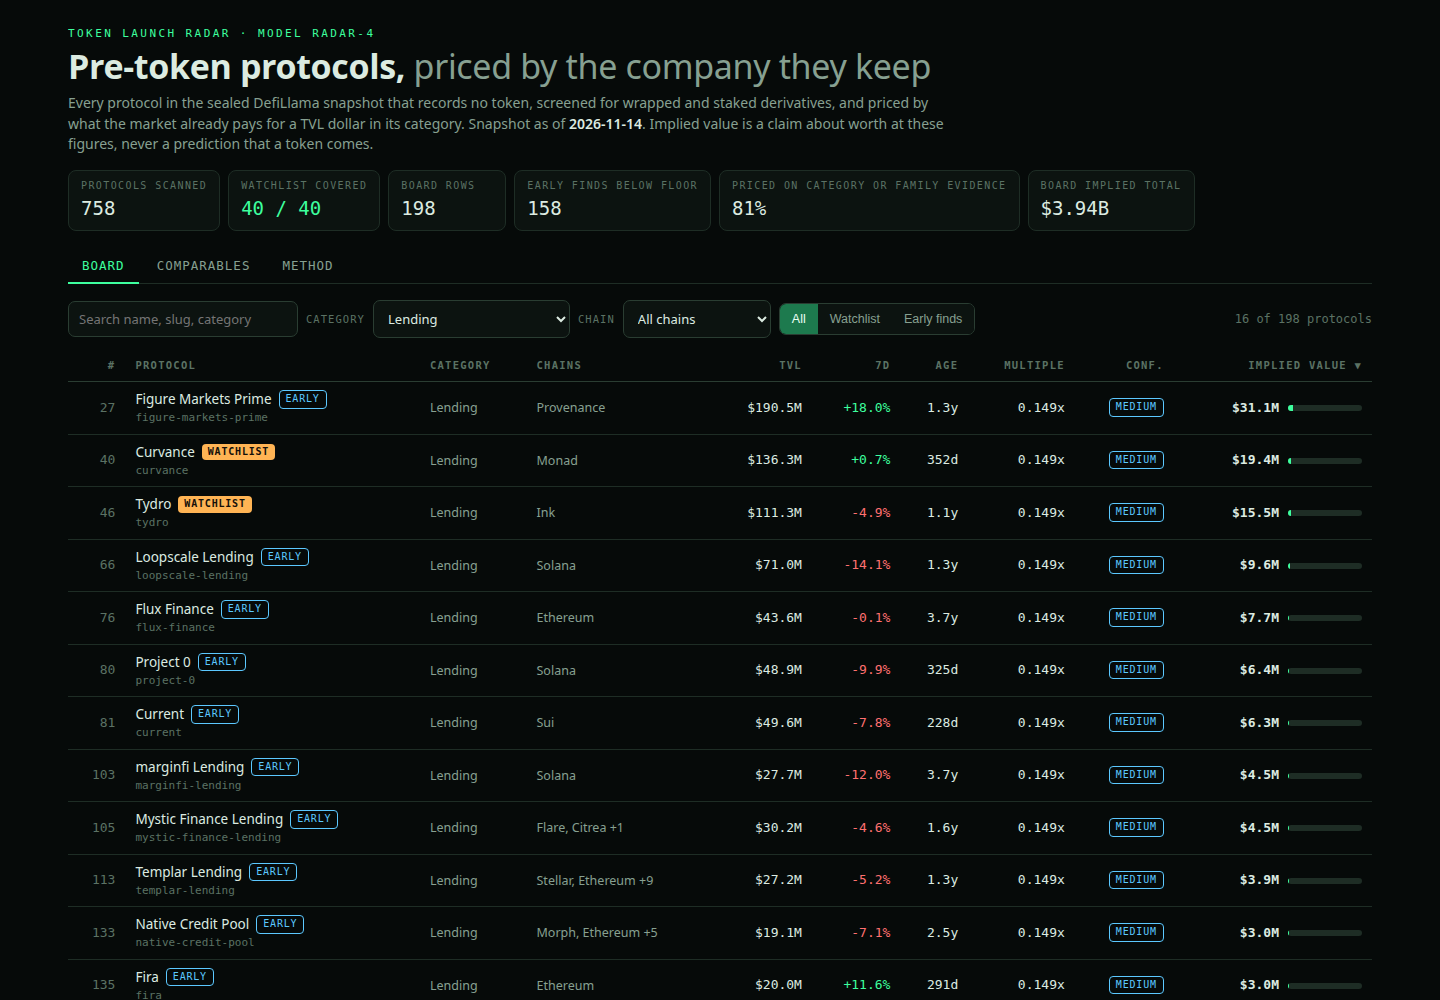 TOKEN LAUNCH RADAR · MODEL RADAR-4
Pre-token protocols, priced by the company they keep
Every protocol in the sealed DefiLlama snapshot that records no token, screened for wrapped and staked derivatives, and priced by
what the market already pays for a TVL dollar in its category. Snapshot as of 2026-11-14. Implied value is a claim about worth at these
figures, never a prediction that a token comes.
PROTOCOLS SCANNED WATCHLIST COVERED BOARD ROWS EARLY FINDS BELOW FLOOR PRICED ON CATEGORY OR FAMILY EVIDENCE BOARD IMPLIED TOTAL
758 40 / 40 198 158 81% $3.94B
BOARD COMPARABLES METHOD
Search name, slug, category CATEGORY Lending CHAIN All chains All Watchlist Early finds 16 of 198 protocols
# PROTOCOL CATEGORY CHAINS TVL 7D AGE MULTIPLE CONF. IMPLIED VALUE ▼
27 Figure Markets Prime EARLY Lending Provenance $190.5M +18.0% 1.3y 0.149x MEDIUM $31.1M
figure-markets-prime
40 Curvance WATCHLIST Lending Monad $136.3M +0.7% 352d 0.149x MEDIUM $19.4M
curvance
46 Tydro WATCHLIST Lending Ink $111.3M -4.9% 1.1y 0.149x MEDIUM $15.5M
tydro
66 Loopscale Lending EARLY Lending Solana $71.0M -14.1% 1.3y 0.149x MEDIUM $9.6M
loopscale-lending
76 Flux Finance EARLY Lending Ethereum $43.6M -0.1% 3.7y 0.149x MEDIUM $7.7M
flux-finance
80 Project 0 EARLY Lending Solana $48.9M -9.9% 325d 0.149x MEDIUM $6.4M
project-0
81 Current EARLY Lending Sui $49.6M -7.8% 228d 0.149x MEDIUM $6.3M
current
103 marginfi Lending EARLY Lending Solana $27.7M -12.0% 3.7y 0.149x MEDIUM $4.5M
marginfi-lending
105 Mystic Finance Lending EARLY Lending Flare, Citrea +1 $30.2M -4.6% 1.6y 0.149x MEDIUM $4.5M
mystic-finance-lending
113 Templar Lending EARLY Lending Stellar, Ethereum +9 $27.2M -5.2% 1.3y 0.149x MEDIUM $3.9M
templar-lending
133 Native Credit Pool EARLY Lending Morph, Ethereum +5 $19.1M -7.1% 2.5y 0.149x MEDIUM $3.0M
native-credit-pool
135 Fira EARLY Lending Ethereum $20.0M +11.6% 291d 0.149x MEDIUM $3.0M
fira